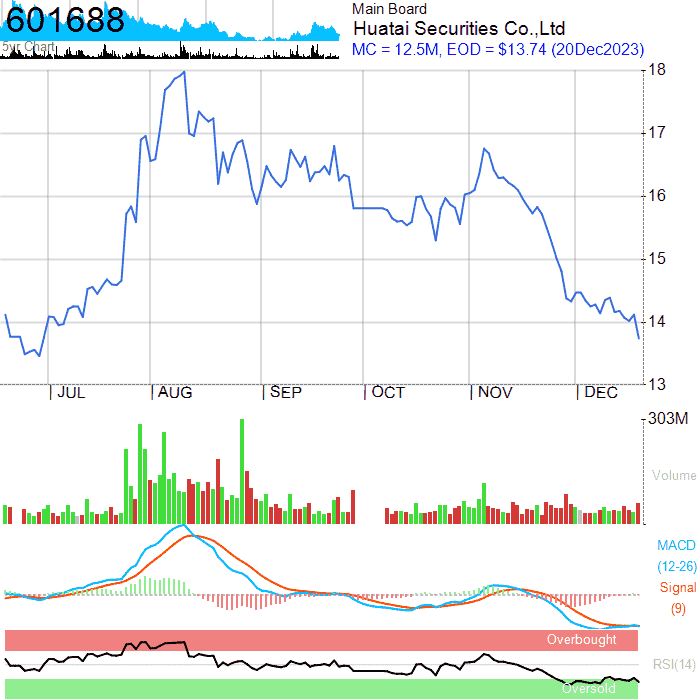 601688
5yr Chart
Main Board
Huatai Securities Co.,Ltd
MC = 12.5M, EOD = $13.74 (20Dec2023)
18
17
16
15
14
13
JUL AUG SEP OCT NOV DEC
303M
Volume
MACD
(12-26)
Signal
(9)
Overbought
RSI(14)
Oversold